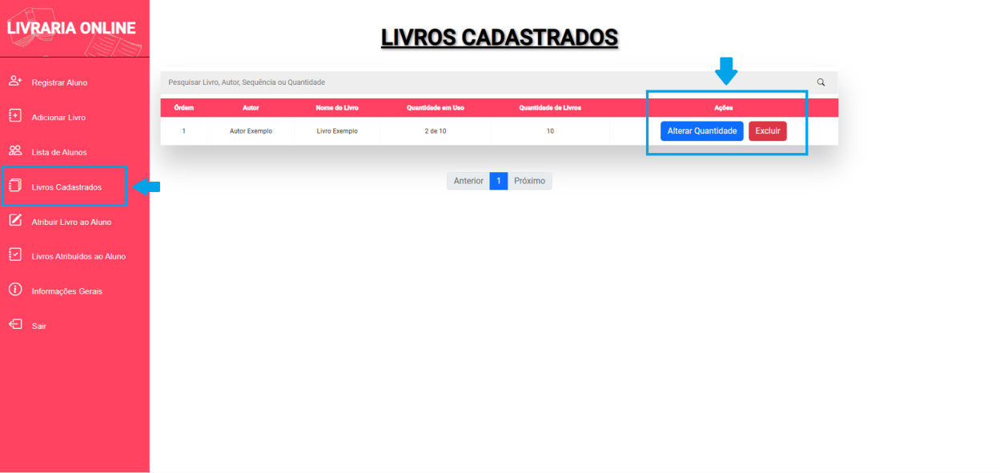 LIVRARIA ONLINE
Registrar Aluno
Adicionar Livro
Lista de Alunos
Livros Cadastrados
Atribuir Livro ao Aluno
Livros Atribuídos ao Aluno
Informações Gerais
Sair
LIVROS CADASTRADOS
Pesquisar Livro, Autor, Sequência ou Quantidade
Órdem Autor Nome do Livro Quantidade em Uso Quantidade de Livros Ações
1 Autor Exemplo Livro Exemplo 2 de 10 10 Alterar Quantidade Excluir
Anterior 1 Próximo